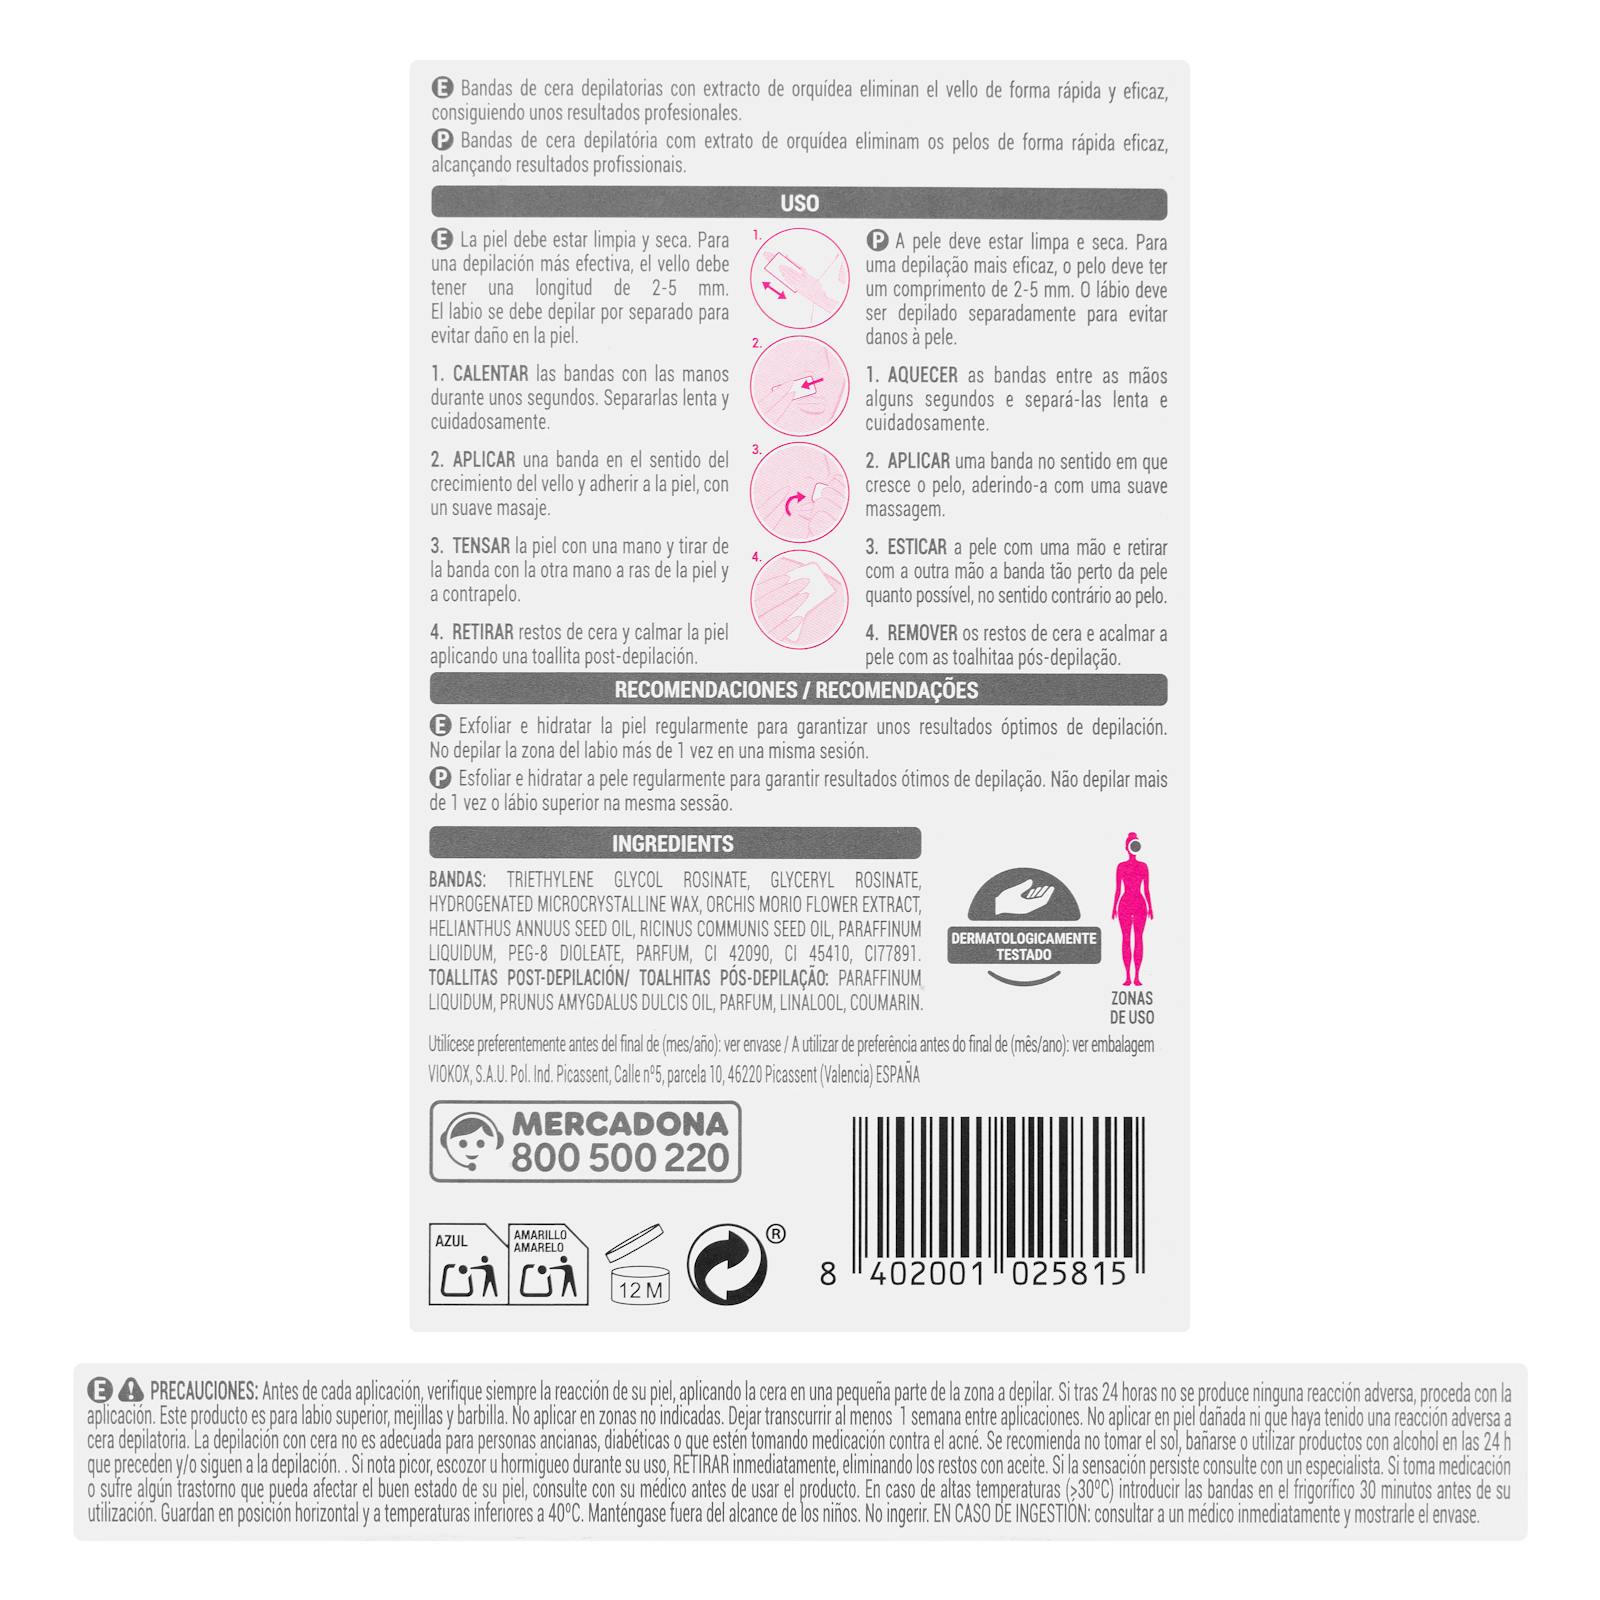 E Bandas de cera depilatorias con extracto de orquídea eliminan el vello de forma rápida y eficaz,
consiguiendo unos resultados profesionales.
P Bandas de cera depilatória com extrato de orquídea eliminam os pelos de forma rápida eficaz,
alcançando resultados profissionais.
USO
E La piel debe estar limpia y seca. Para
una depilación más efectiva, el vello debe
tener una longitud de 2-5 mm.
El labio se debe depilar por separado para
evitar daño en la piel.
1. CALENTAR las bandas con las manos
durante unos segundos. Separarlas lenta y
cuidadosamente.
2. APLICAR una banda en el sentido del
crecimiento del vello y adherir a la piel, con
un suave masaje.
3. TENSAR la piel con una mano y tirar de
la banda con la otra mano a ras de la piel y
a contrapelo.
4. RETIRAR restos de cera y calmar la piel
aplicando una toallita post-depilación.
1.
2.
3.
4.
P A pele deve estar limpa e seca. Para
uma depilação mais eficaz, o pelo deve ter
um comprimento de 2-5 mm. O lábio deve
ser depilado separadamente para evitar
danos à pele.
1. AQUECER as bandas entre as mãos
alguns segundos e separá-las lenta e
cuidadosamente.
2. APLICAR uma banda no sentido em que
cresce o pelo, aderindo-a com uma suave
massagem.
3. ESTICAR a pele com uma mão e retirar
com a outra mão a banda tão perto da pele
quanto possível, no sentido contrário ao pelo.
4. REMOVER os restos de cera e acalmar a
pele com as toalhitaa pós-depilação.
RECOMENDACIONES / RECOMENDAÇÕES
E Exfoliar e hidratar la piel regularmente para garantizar unos resultados óptimos de depilación.
No depilar la zona del labio más de 1 vez en una misma sesión.
P Esfoliar e hidratar a pele regularmente para garantir resultados ótimos de depilação. Não depilar mais
de 1 vez o lábio superior na mesma sessão.
INGREDIENTS
BANDAS: TRIETHYLENE GLYCOL ROSINATE, GLYCERYL ROSINATE,
HYDROGENATED MICROCRYSTALLINE WAX, ORCHIS MORIO FLOWER EXTRACT,
HELIANTHUS ANNUUS SEED OIL, RICINUS COMMUNIS SEED OIL, PARAFFINUM
LIQUIDUM, PEG-8 DIOLEATE, PARFUM, CI 42090, CI 45410, CI77891.
TOALLITAS POST-DEPILACIÓN/ TOALHITAS PÓS-DEPILAÇÃO: PARAFFINUM
LIQUIDUM, PRUNUS AMYGDALUS DULCIS OIL, PARFUM, LINALOOL, COUMARIN.
DERMATOLOGICAMENTE
TESTADO
ZONAS
DE USO
Utilícese preferentemente antes del final de (mes/año): ver envase / A utilizar de preferência antes do final de (mês/ano): ver embalagem
VIOKOX, S.A.U. Pol. Ind. Picassent, Calle nº5, parcela 10, 46220 Picassent (Valencia) ESPAÑA
MERCADONA
800 500 220
AZUL
AMARILLO
AMARELO
12 M
®
8 402001 025815
E PRECAUCIONES: Antes de cada aplicación, verifique siempre la reacción de su piel, aplicando la cera en una pequeña parte de la zona a depilar. Si tras 24 horas no se produce ninguna reacción adversa, proceda con la
aplicación. Este producto es para labio superior, mejillas y barbilla. No aplicar en zonas no indicadas. Dejar transcurrir al menos 1 semana entre aplicaciones. No aplicar en piel dañada ni que haya tenido una reacción adversa a
cera depilatoria. La depilación con cera no es adecuada para personas ancianas, diabéticas o que estén tomando medicación contra el acné. Se recomienda no tomar el sol, bañarse o utilizar productos con alcohol en las 24 h
que preceden y/o siguen a la depilación. . Si nota picor, escozor u hormigueo durante su uso, RETIRAR inmediatamente, eliminando los restos con aceite. Si la sensación persiste consulte con un especialista. Si toma medicación
o sufre algún trastorno que pueda afectar el buen estado de su piel, consulte con su médico antes de usar el producto. En caso de altas temperaturas (>30ºC) introducir las bandas en el frigorífico 30 minutos antes de su
utilización. Guardar en posición horizontal y a temperaturas inferiores a 40ºC. Manténgase fuera del alcance de los niños. No ingerir. EN CASO DE INGESTIÓN: consultar a un médico inmediatamente y mostrarle el envase.